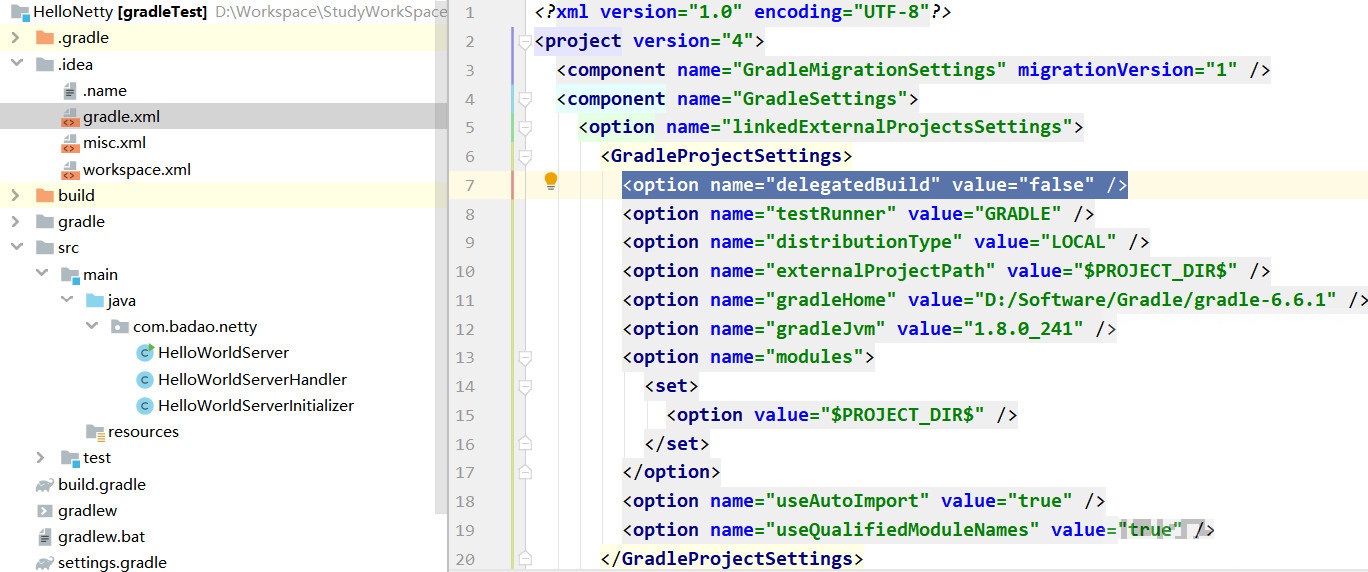 HelloNetty [gradleTest] D:\Workspace\StudyWorkSpace
.gradle
.idea
.name
gradle.xml
misc.xml
workspace.xml
build
gradle
src
main
java
com.badao.netty
HelloWorldServer
HelloWorldServerHandler
HelloWorldServerInitializer
resources
test
build.gradle
gradlew
gradlew.bat
settings.gradle
1 <?xml version="1.0" encoding="UTF-8"?>
2 <project version="4">
3 <component name="GradleMigrationSettings" migrationVersion="1" />
4 <component name="GradleSettings">
5 <option name="linkedExternalProjectsSettings">
6 <GradleProjectSettings>
7 <option name="delegatedBuild" value="false" />
8 <option name="testRunner" value="GRADLE" />
9 <option name="distributionType" value="LOCAL" />
10 <option name="externalProjectPath" value="$PROJECT_DIR$" />
11 <option name="gradleHome" value="D:/Software/Gradle/gradle-6.6.1" />
12 <option name="gradleJvm" value="1.8.0_241" />
13 <option name="modules">
14 <set>
15 <option value="$PROJECT_DIR$" />
16 </set>
17 </option>
18 <option name="useAutoImport" value="true" />
19 <option name="useQualifiedModuleNames" value="true" />
20 </GradleProjectSettings>